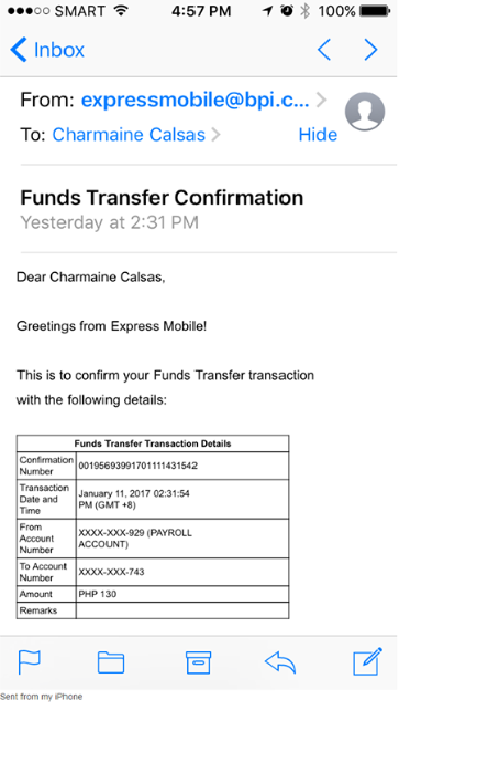 SMART 4:57 PM 100%
Inbox
From: expressmobile@bpi.c...
To: Charmaine Calsas Hide
Funds Transfer Confirmation
Yesterday at 2:31 PM
Dear Charmaine Calsas,
Greetings from Express Mobile!
This is to confirm your Funds Transfer transaction
with the following details:
Funds Transfer Transaction Details
Confirmation
Number
00195693991701111431542
Transaction
Date and
Time
January 11, 2017 02:31:54
PM (GMT +8)
From
Account
Number
XXXX-XXX-929 (PAYROLL
ACCOUNT)
To Account
Number
XXXX-XXX-743
Amount PHP 130
Remarks
Sent from my iPhone